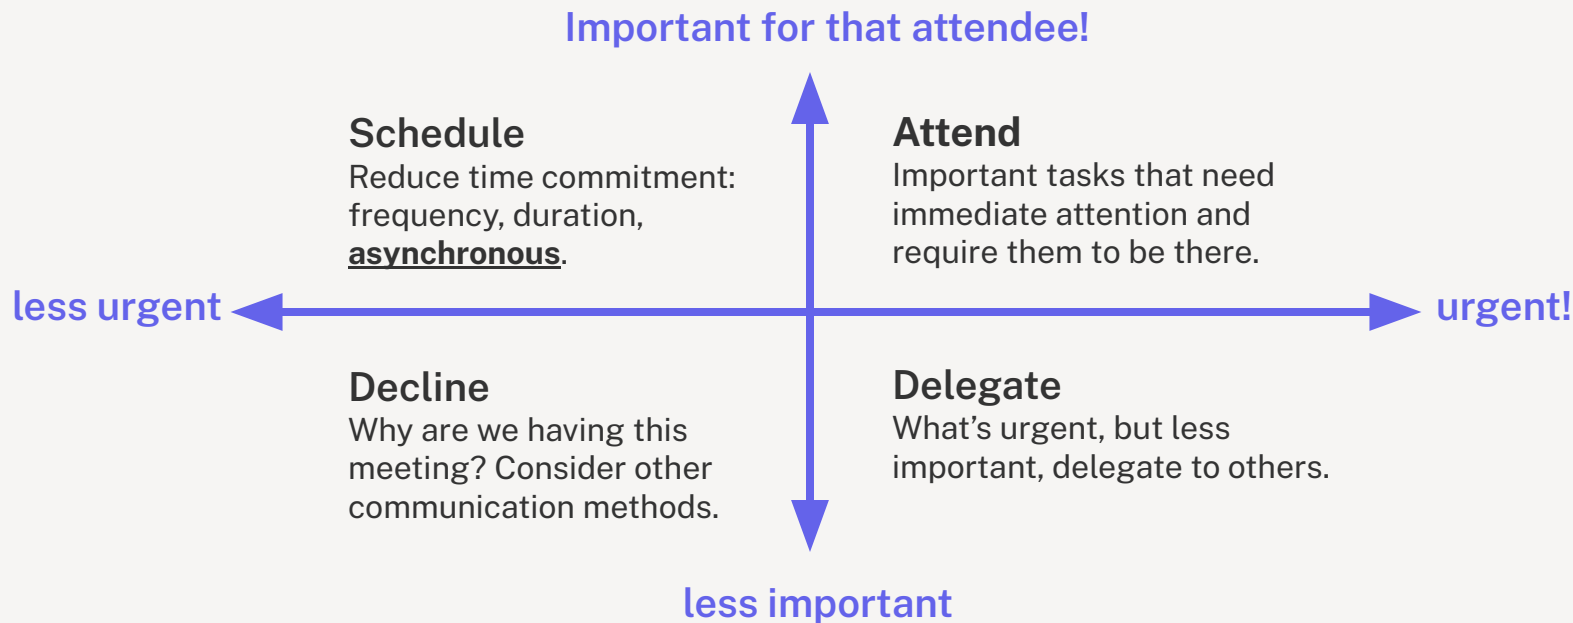 Important for that attendee!
Schedule
Reduce time commitment:
frequency, duration,
asynchronous.
Attend
Important tasks that need
immediate attention and
require them to be there.
less urgent
urgent!
Decline
Why are we having this
meeting? Consider other
communication methods.
Delegate
What’s urgent, but less
important, delegate to others.
less important